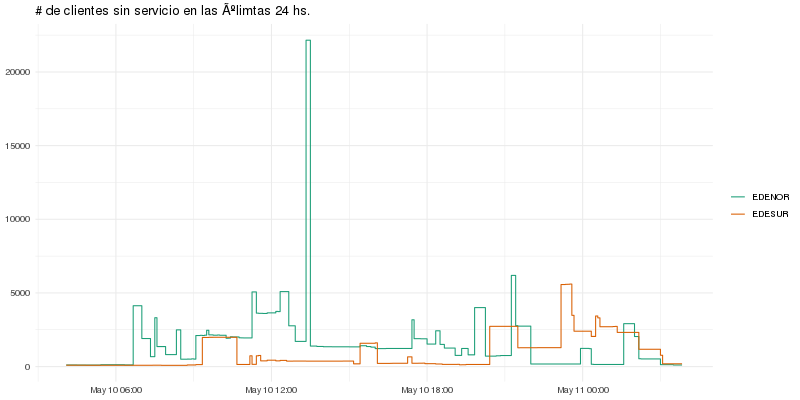 # de clientes sin servicio en las Ãºlimtas 24 hs.
20000
15000
10000
5000
0
May 10 06:00
May 10 12:00
May 10 18:00
May 11 00:00
EDENOR
EDESUR